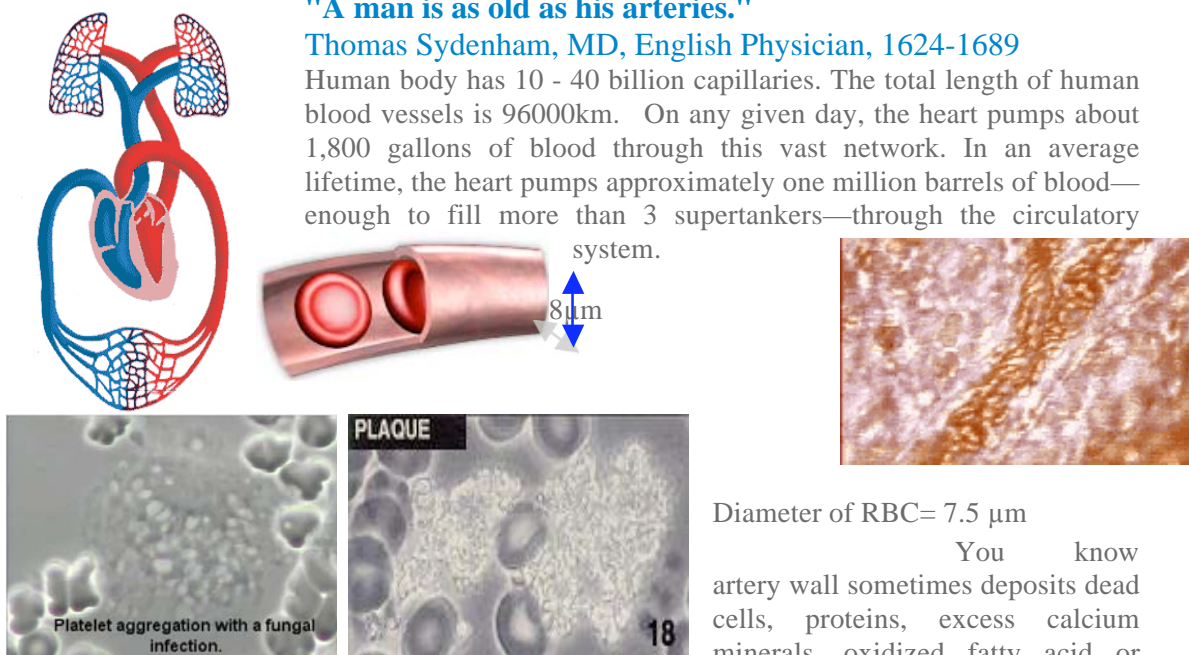 "A man is as old as his arteries."
Thomas Sydenham, MD, English Physician, 1624-1689
Human body has 10 - 40 billion capillaries. The total length of human
blood vessels is 96000km. On any given day, the heart pumps about
1,800 gallons of blood through this vast network. In an average
lifetime, the heart pumps approximately one million barrels of blood—
enough to fill more than 3 supertankers—through the circulatory
system.
8µm
PLAQUE
18
Platelet aggregation with a fungal
infection.
Diameter of RBC= 7.5 µm
You know
artery wall sometimes deposits dead
cells, proteins, excess calcium
minerals, oxidized fatty acid or